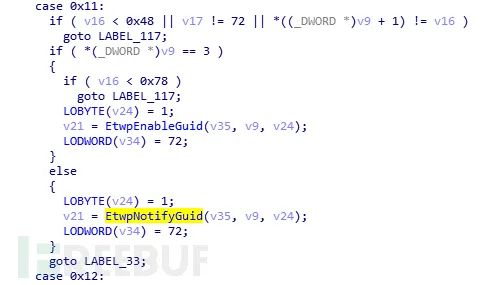 case 0x11:
if ( v16 < 0x48 || v17 != 72 || *((_DWORD *)v9 + 1) != v16 )
goto LABEL_117;
if ( *(_DWORD *)v9 == 3 )
{
if ( v16 < 0x78 )
goto LABEL_117;
LOBYTE(v24) = 1;
v21 = EtwpEnableGuid(v35, v9, v24);
LODWORD(v34) = 72;
}
else
{
LOBYTE(v24) = 1;
v21 = EtwpNotifyGuid(v35, v9, v24);
LODWORD(v34) = 72;
}
goto LABEL_33;
case 0x12:
REEBUF